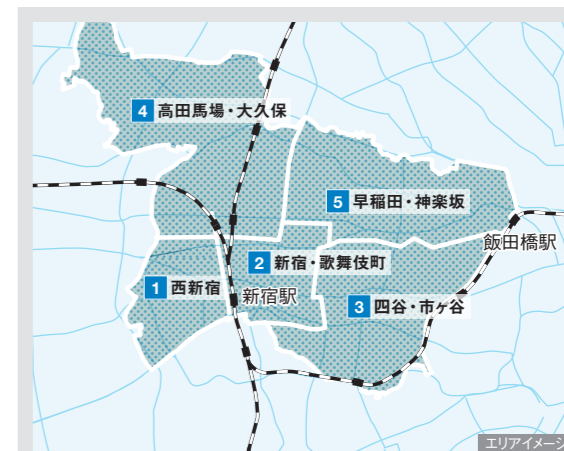 4 高田馬場・大久保
5 早稲田・神楽坂
飯田橋駅
2 新宿・歌舞伎町
1 西新宿
新宿駅
3 四谷・市ヶ谷
エリアイメージ